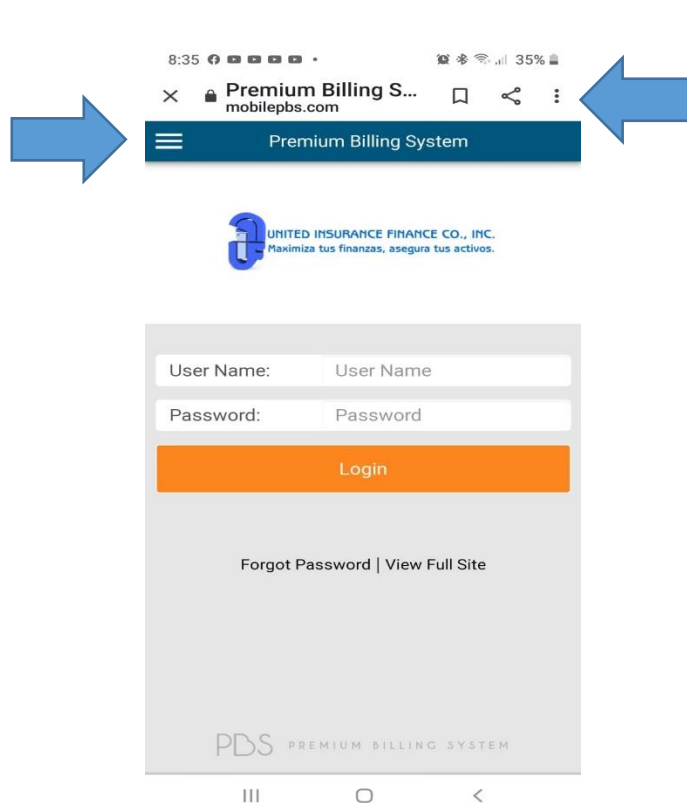 8:35 35%
Premium Billing S...
mobilepbs.com
Premium Billing System
UNITED INSURANCE FINANCE CO., INC.
Maximiza tus finanzas, asegura tus activos.
User Name: User Name
Password: Password
Login
Forgot Password | View Full Site
PBS PREMIUM BILLING SYSTEM